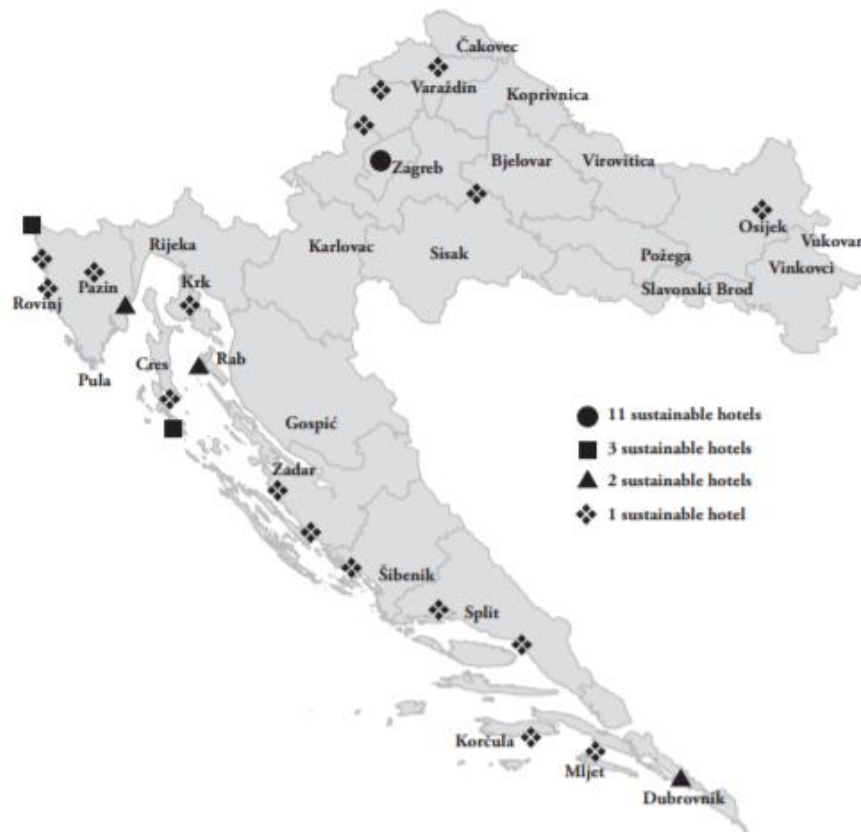 Čakovec
Varaždin
Koprivnica
Zagreb
Bjelovar
Virovitica
Osijek
Vukovar
Vinkovci
Požega
Slavonski Brod
Sisak
Karlovac
Rijeka
Krk
Pazin
Rovinj
Pula
Cres
Rab
Gospić
Zadar
Šibenik
Split
Korčula
Mljet
Dubrovnik
11 sustainable hotels
3 sustainable hotels
2 sustainable hotels
1 sustainable hotel